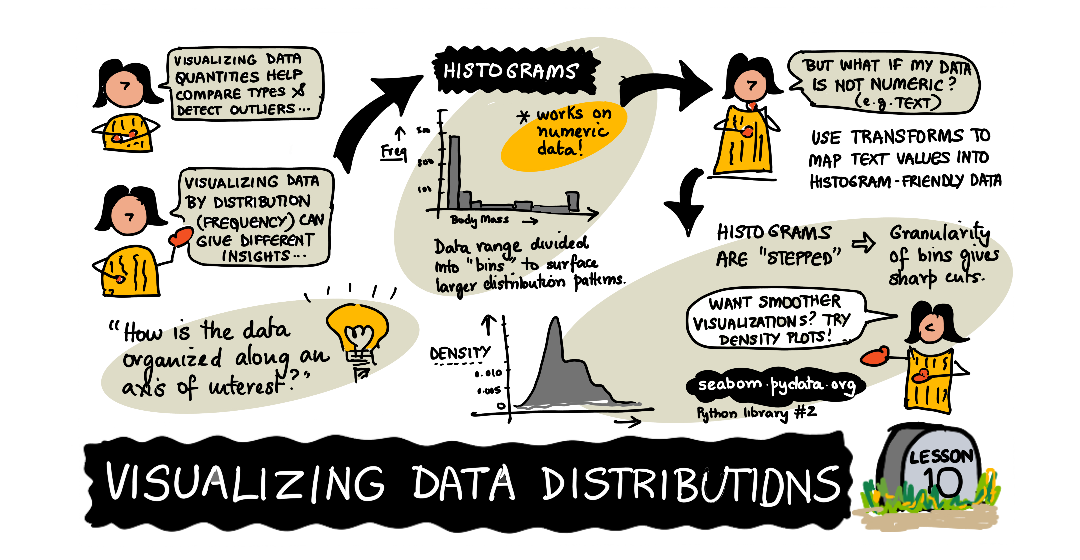 VISUALIZING DATA
QUANTITIES HELP
COMPARE TYPES &
DETECT OUTLIERS...
VISUALIZING DATA
BY DISTRIBUTION
(FREQUENCY) CAN
GIVE DIFFERENT
INSIGHTS...
"How is the data
organized along an
axis of interest?"
HISTOGRAMS
* works on
numeric
data!
Freq
Body Mass
Data range divided
into "bins" to surface
larger distribution patterns.
DENSITY
0.010
0.005
0
BUT WHAT IF MY DATA
IS NOT NUMERIC?
(e.g. TEXT)
USE TRANSFORMS TO
MAP TEXT VALUES INTO
HISTOGRAM-FRIENDLY DATA
HISTOGRAMS
ARE "STEPPED"
Granularity
of bins gives
sharp cuts.
WANT SMOOTHER
VISUALIZATIONS? TRY
DENSITY PLOTS!
seaborn.pydata.org
Python library #2
VISUALIZING DATA DISTRIBUTIONS
LESSON
10